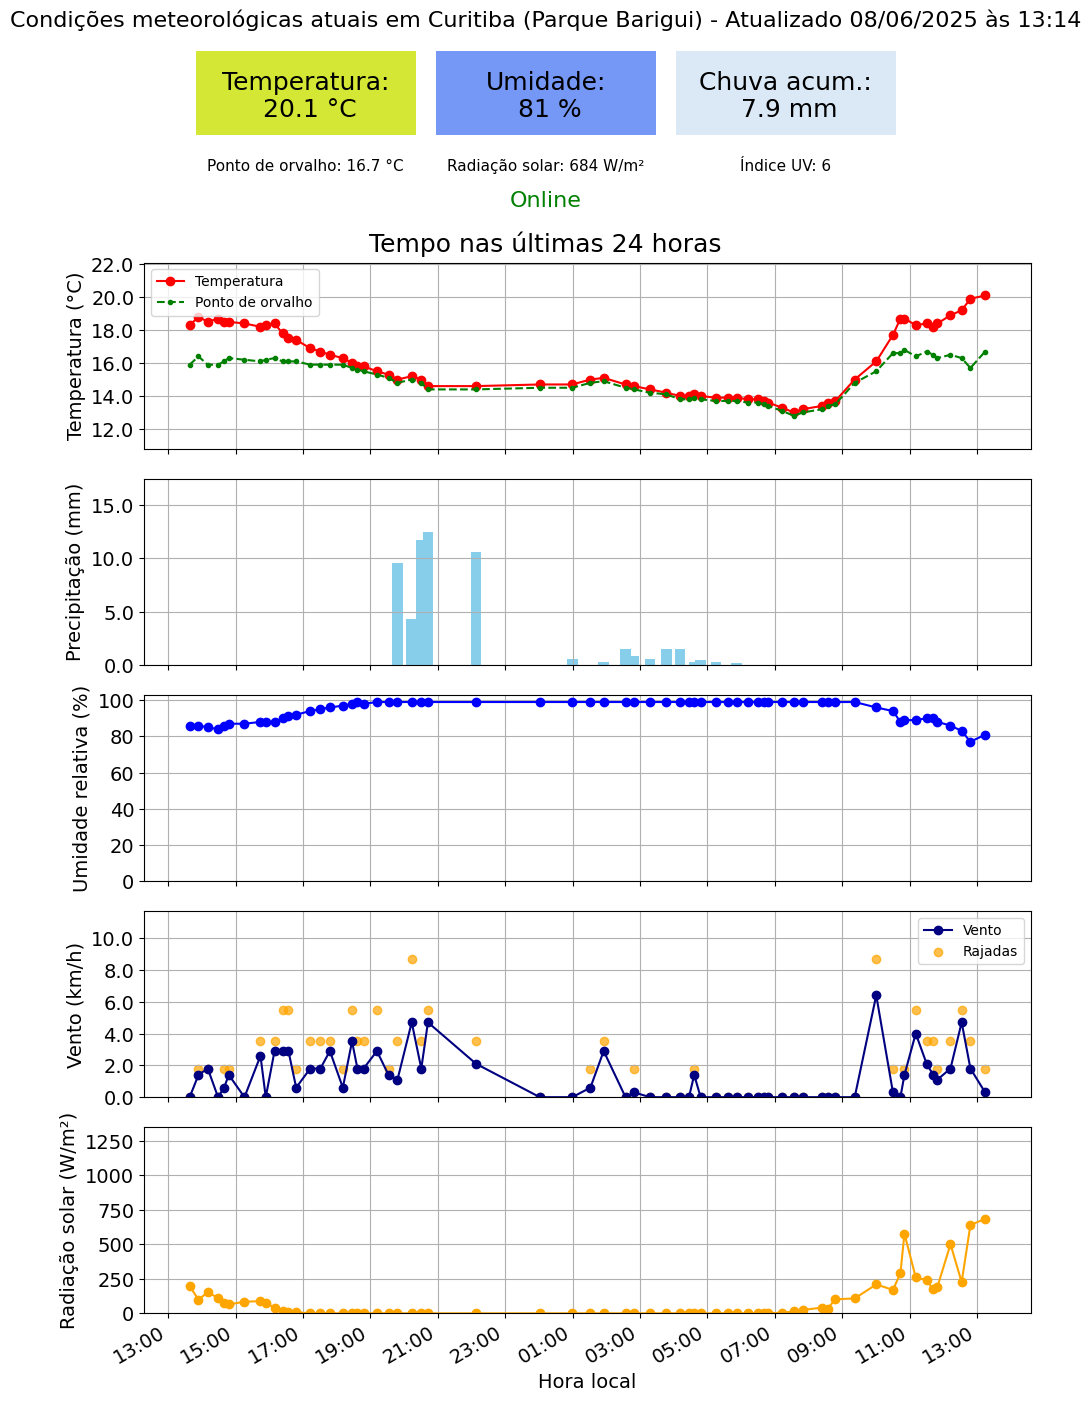 Condições meteorológicas atuais em Curitiba (Parque Barigui) - Atualizado 08/06/2025 às 13:14
Temperatura:
20.1 °C
Umidade:
81 %
Chuva acum.:
7.9 mm
Ponto de orvalho: 16.7 °C
Radiação solar: 684 W/m²
Índice UV: 6
Online
Tempo nas últimas 24 horas
Temperatura (°C)
22.0
20.0
18.0
16.0
14.0
12.0
Temperatura
Ponto de orvalho
Precipitação (mm)
15.0
10.0
5.0
0.0
Umidade relativa (%)
100
80
60
40
20
0
Vento (km/h)
10.0
8.0
6.0
4.0
2.0
0.0
Vento
Rajadas
Radiação solar (W/m²)
1250
1000
750
500
250
0
13:00
15:00
17:00
19:00
21:00
23:00
01:00
03:00
05:00
07:00
09:00
11:00
13:00
Hora local